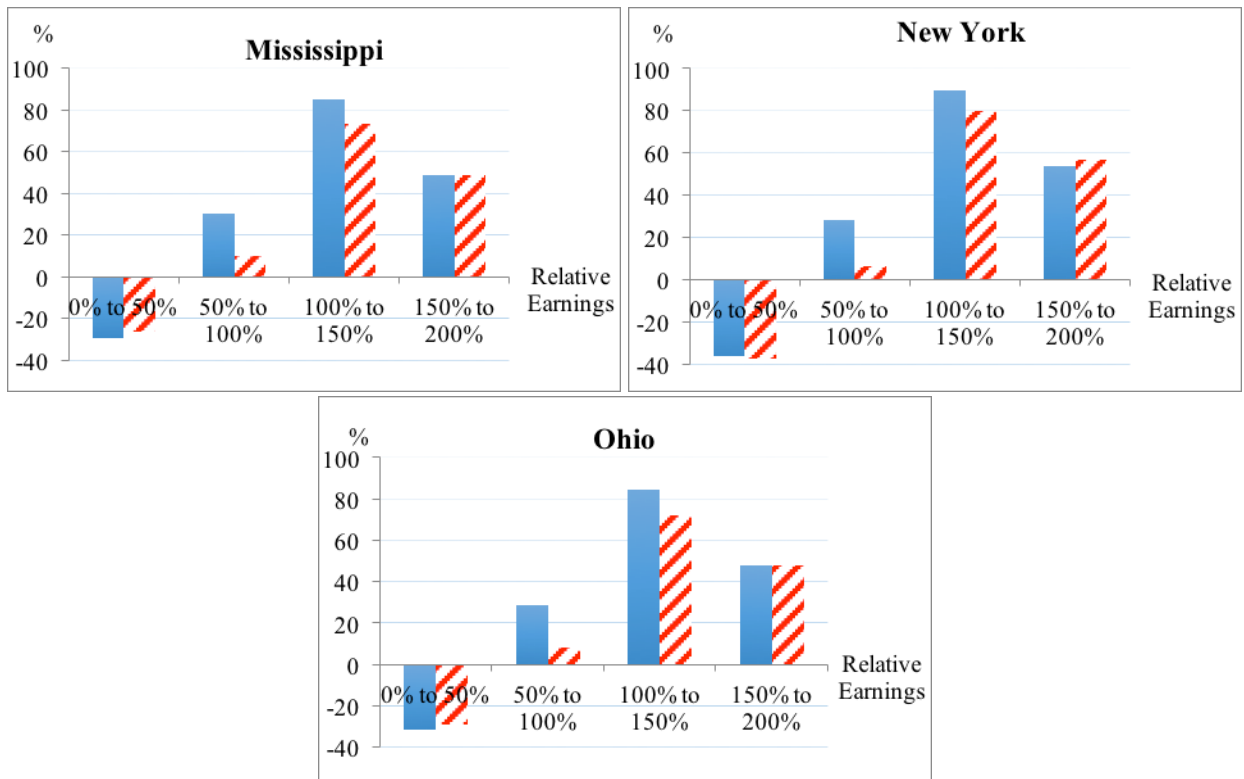 %
Mississippi
100
80
60
40
20
0
-20
-40
0% to 50%
50% to
100%
100% to
150%
150% to
200%
Relative
Earnings
%
New York
100
80
60
40
20
0
-20
-40
0% to 50%
50% to
100%
100% to
150%
150% to
200%
Relative
Earnings
%
Ohio
100
80
60
40
20
0
-20
-40
0% to 50%
50% to
100%
100% to
150%
150% to
200%
Relative
Earnings